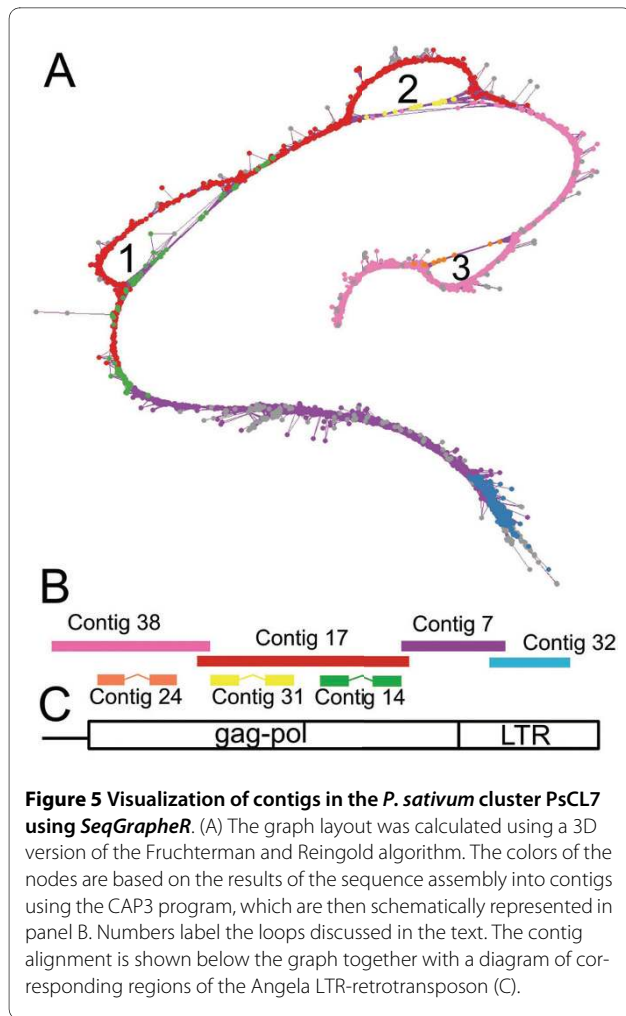 A
2
1
3
B
Contig 38
Contig 17
Contig 7
Contig 32
Contig 24
Contig 31
Contig 14
C
gag-pol
LTR
Figure 5 Visualization of contigs in the P. sativum cluster PsCL7
using SeqGrapheR. (A) The graph layout was calculated using a 3D
version of the Fruchterman and Reingold algorithm. The colors of the
nodes are based on the results of the sequence assembly into contigs
using the CAP3 program, which are then schematically represented in
panel B. Numbers label the loops discussed in the text. The contig
alignment is shown below the graph together with a diagram of cor-
responding regions of the Angela LTR-retrotransposon (C).